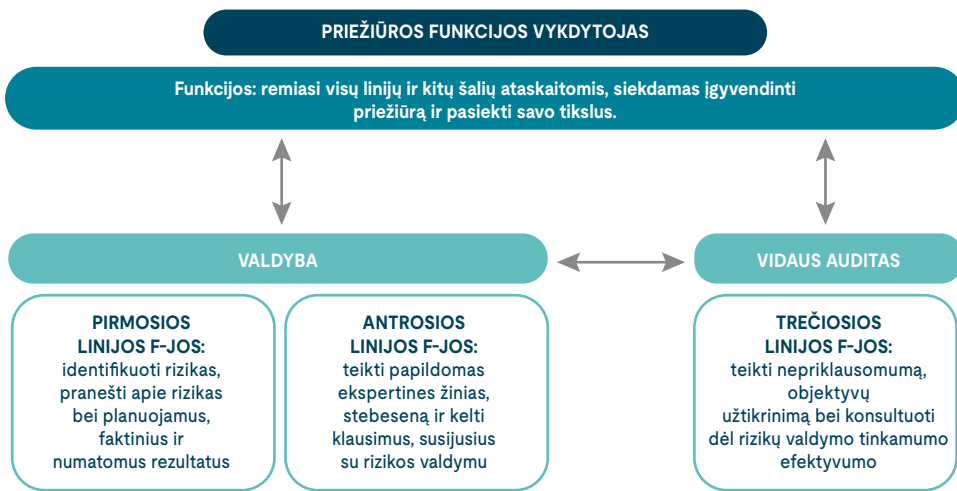 PRIEŽIŪROS FUNKCIJOS VYKDYTOJAS
Funkcijos: remiasi visų linijų ir kitų šalių ataskaitomis, siekdamas įgyvendinti
priežiūrą ir pasiekti savo tikslus.
VALDYBA
VIDAUS AUDITAS
PIRMOSIOS
LINIJOS F-JOS:
identifikuoti rizikas,
pranešti apie rizikas
bei planuojamus,
faktinius ir
numatomus rezultatus
ANTROSIOS
LINIJOS F-JOS:
teikti papildomas
ekspertines žinias,
stebeseną ir kelti
klausimus, susijusius
su rizikos valdymu
TREČIOSIOS
LINIJOS F-JOS:
teikti nepriklausomumą,
objektyvų
užtikrinimą bei konsultuoti
dėl rizikų valdymo tinkamumo
efektyvumo